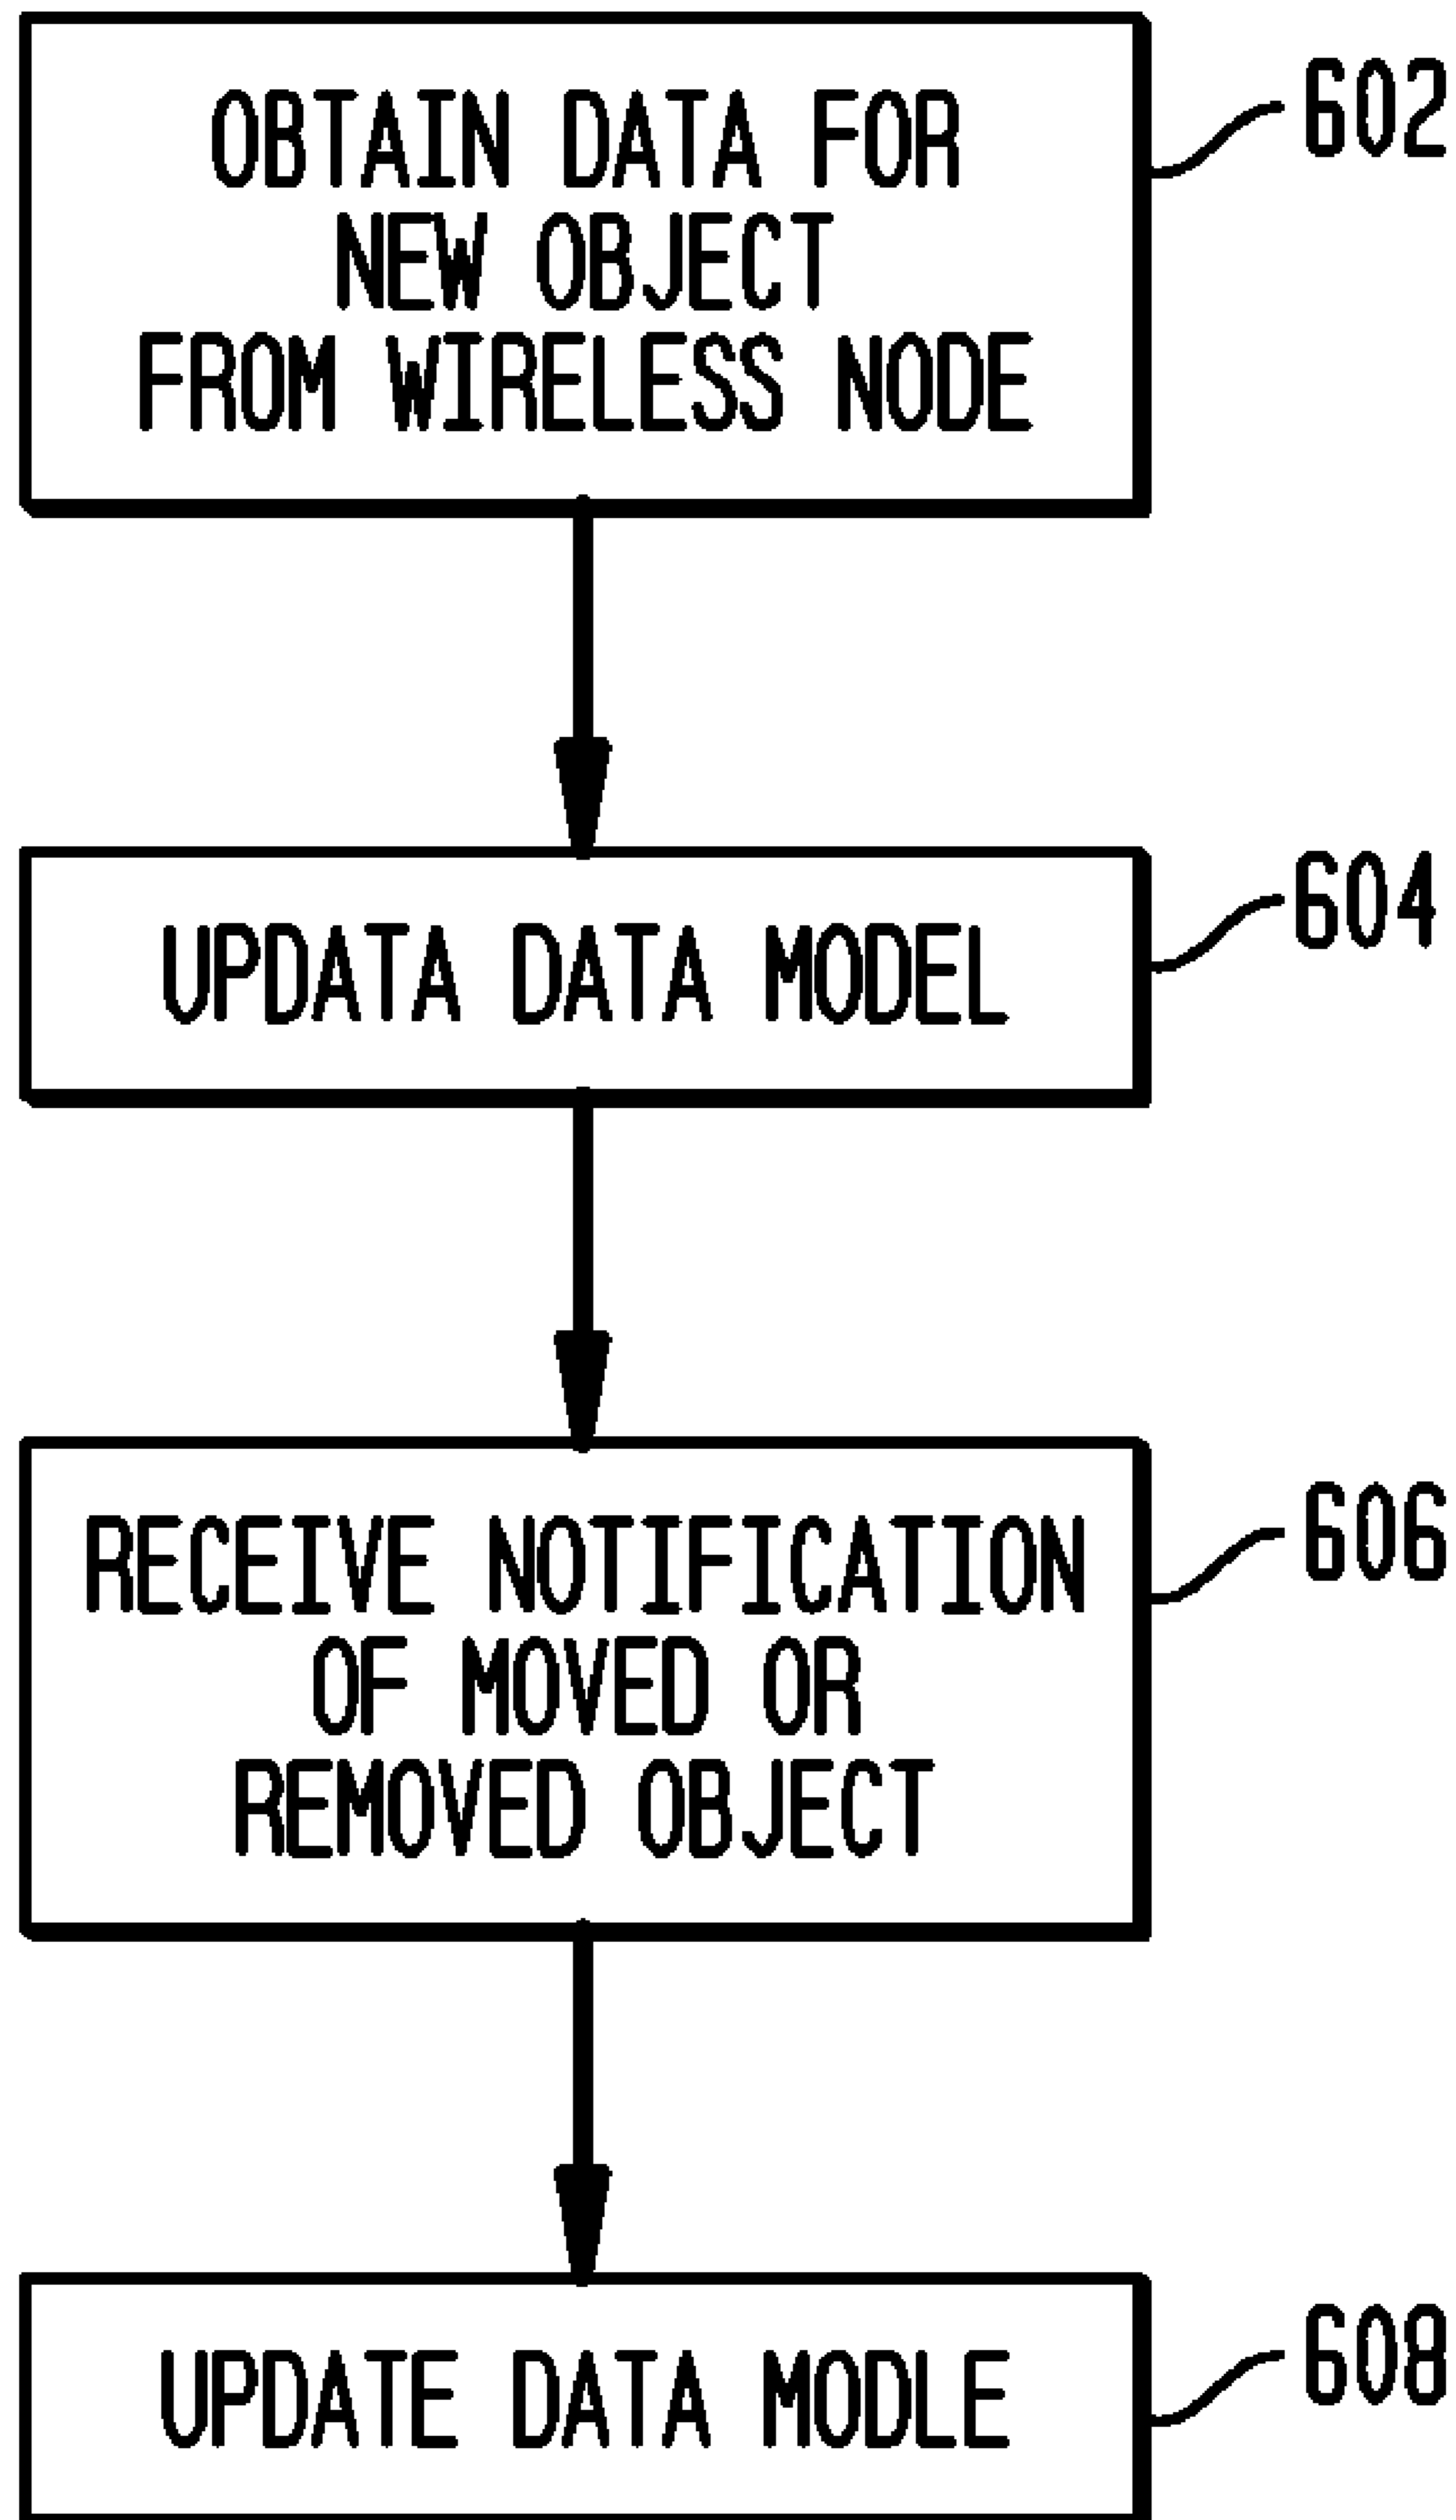 OBTAIN DATA FOR
NEW OBJECT
FROM WIRELESS NODE
602
UPDATA DATA MODEL
604
RECEIVE NOTIFICATION
OF MOVED OR
REMOVED OBJECT
606
UPDATE DATA MODLE
608